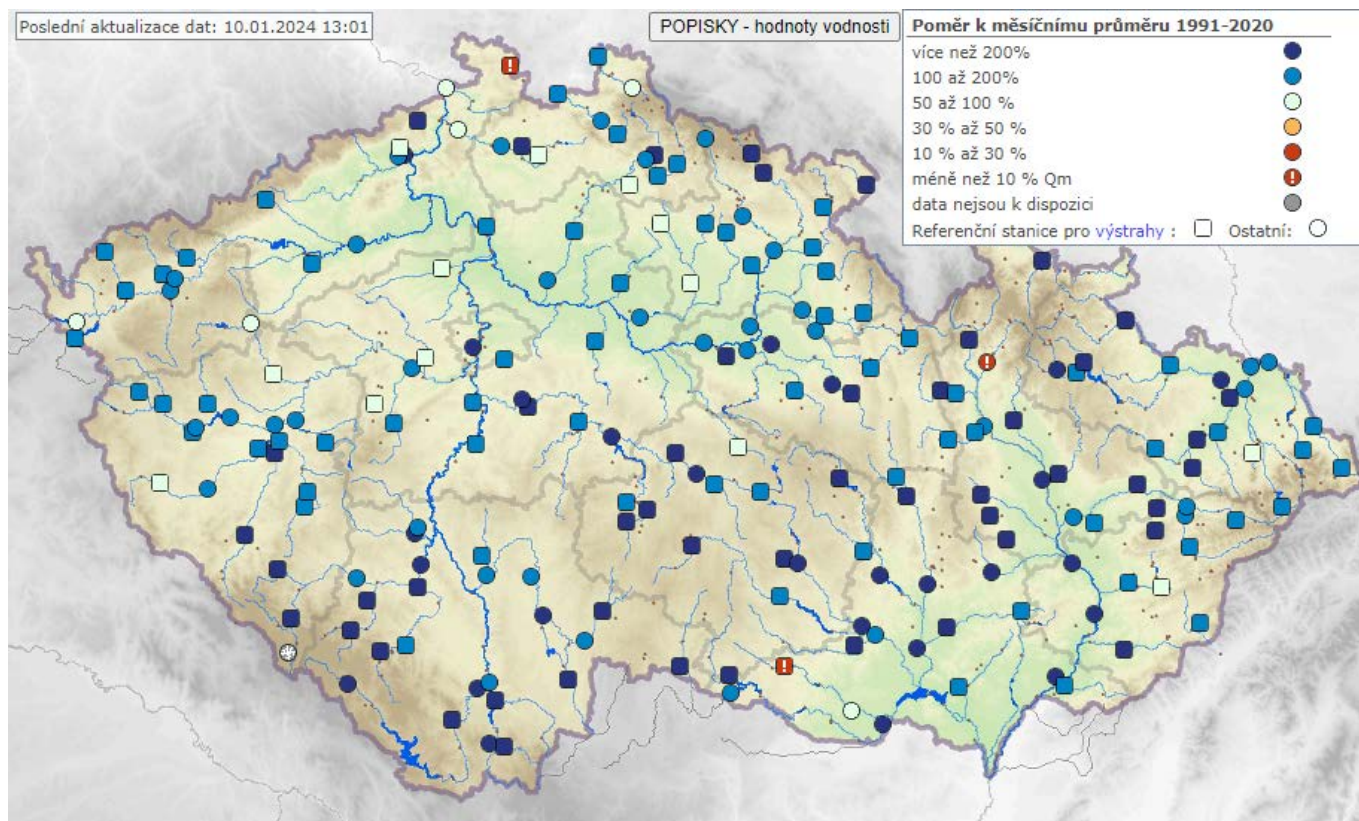 Poslední aktualizace dat: 10.01.2024 13:01
POPISKY - hodnoty vodnosti
Poměr k měsíčnímu průměru 1991-2020
více než 200%
100 až 200%
50 až 100 %
30 % až 50 %
10 % až 30 %
méně než 10 % Qm
data nejsou k dispozici
Referenční stanice pro výstrahy : Ostatní: